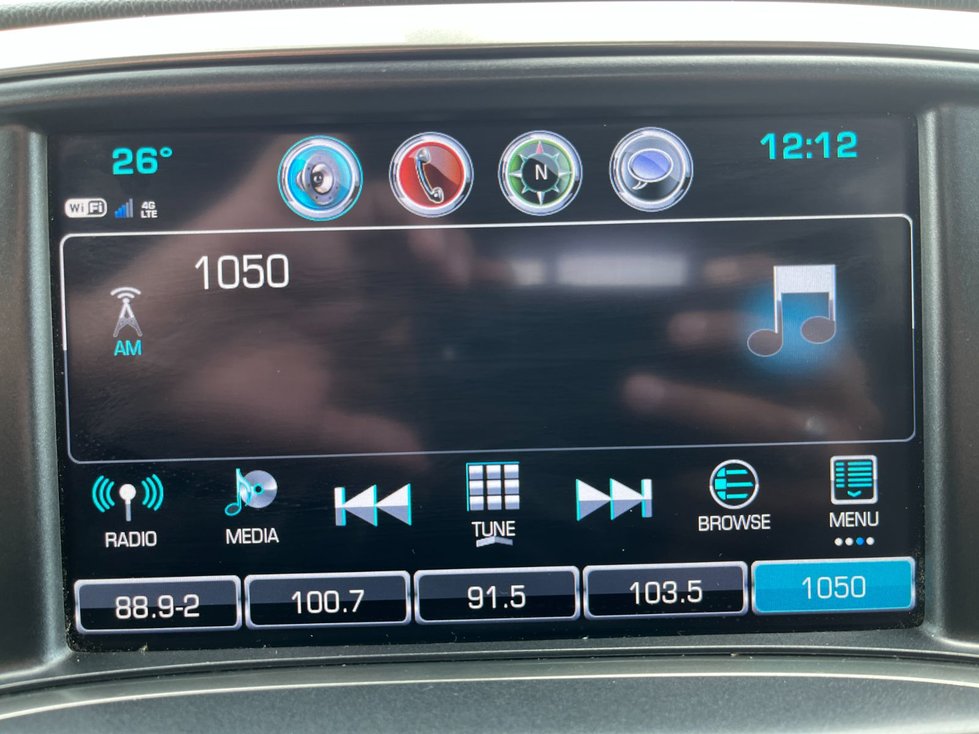 26°
12:12
WiFi
4G
LTE
N
1050
AM
RADIO
MEDIA
TUNE
BROWSE
MENU
88.9-2
100.7
91.5
103.5
1050